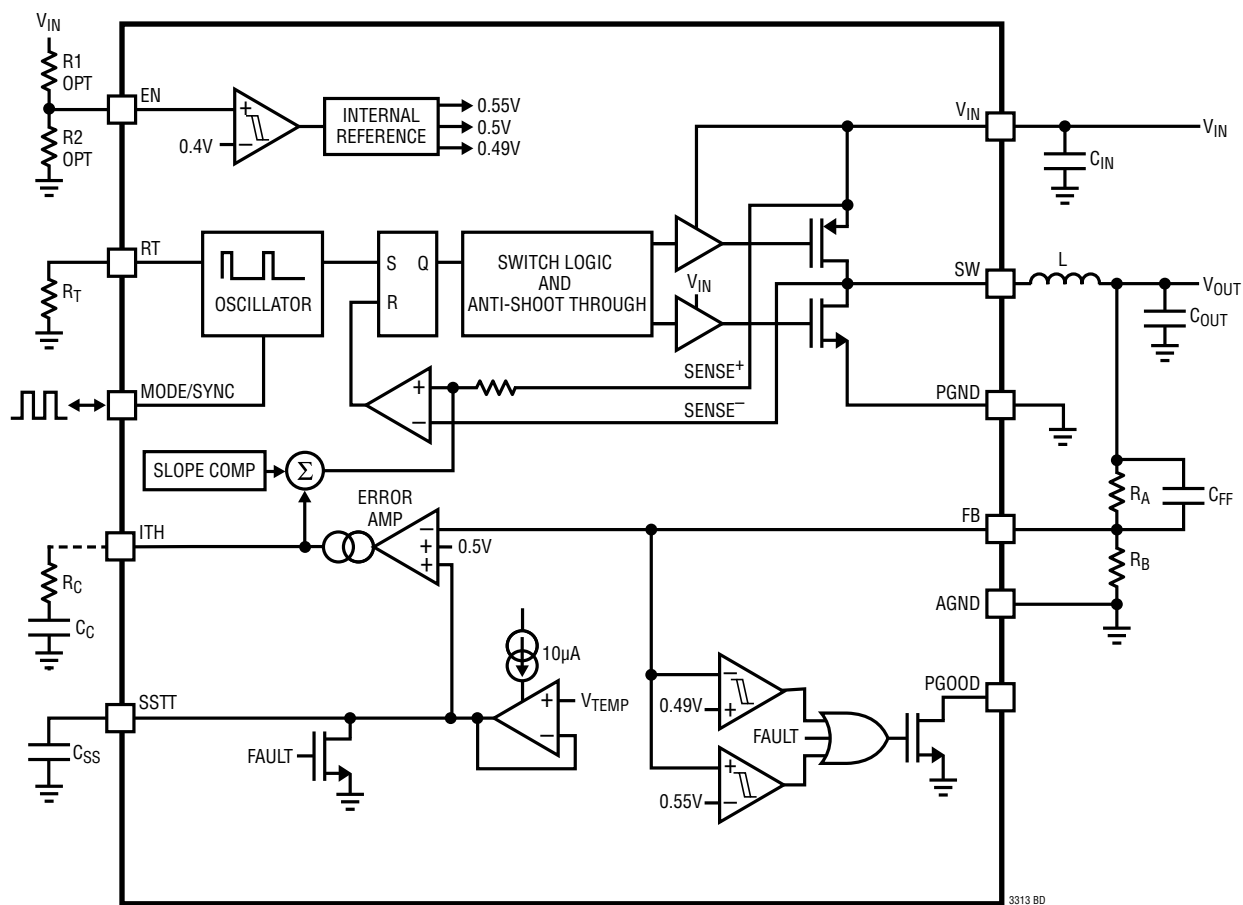 VIN
R1
OPT
R2
OPT
EN
0.4V
+
−
INTERNAL
REFERENCE
0.55V
0.5V
0.49V
VIN
VIN
CIN
RT
RT
OSCILLATOR
S Q
R
SWITCH LOGIC
AND
ANTI-SHOOT THROUGH
VIN
SW
L
VOUT
COUT
MODE/SYNC
+
−
SENSE+
SENSE−
PGND
SLOPE COMP
Σ
ERROR
AMP
ITH
−
+
+
0.5V
FB
RA
CFF
RB
RC
CC
AGND
10µA
SSTT
CSS
FAULT
+
−
VTEMP
−
+
0.49V
FAULT
+
−
0.55V
PGOOD
3313 BD